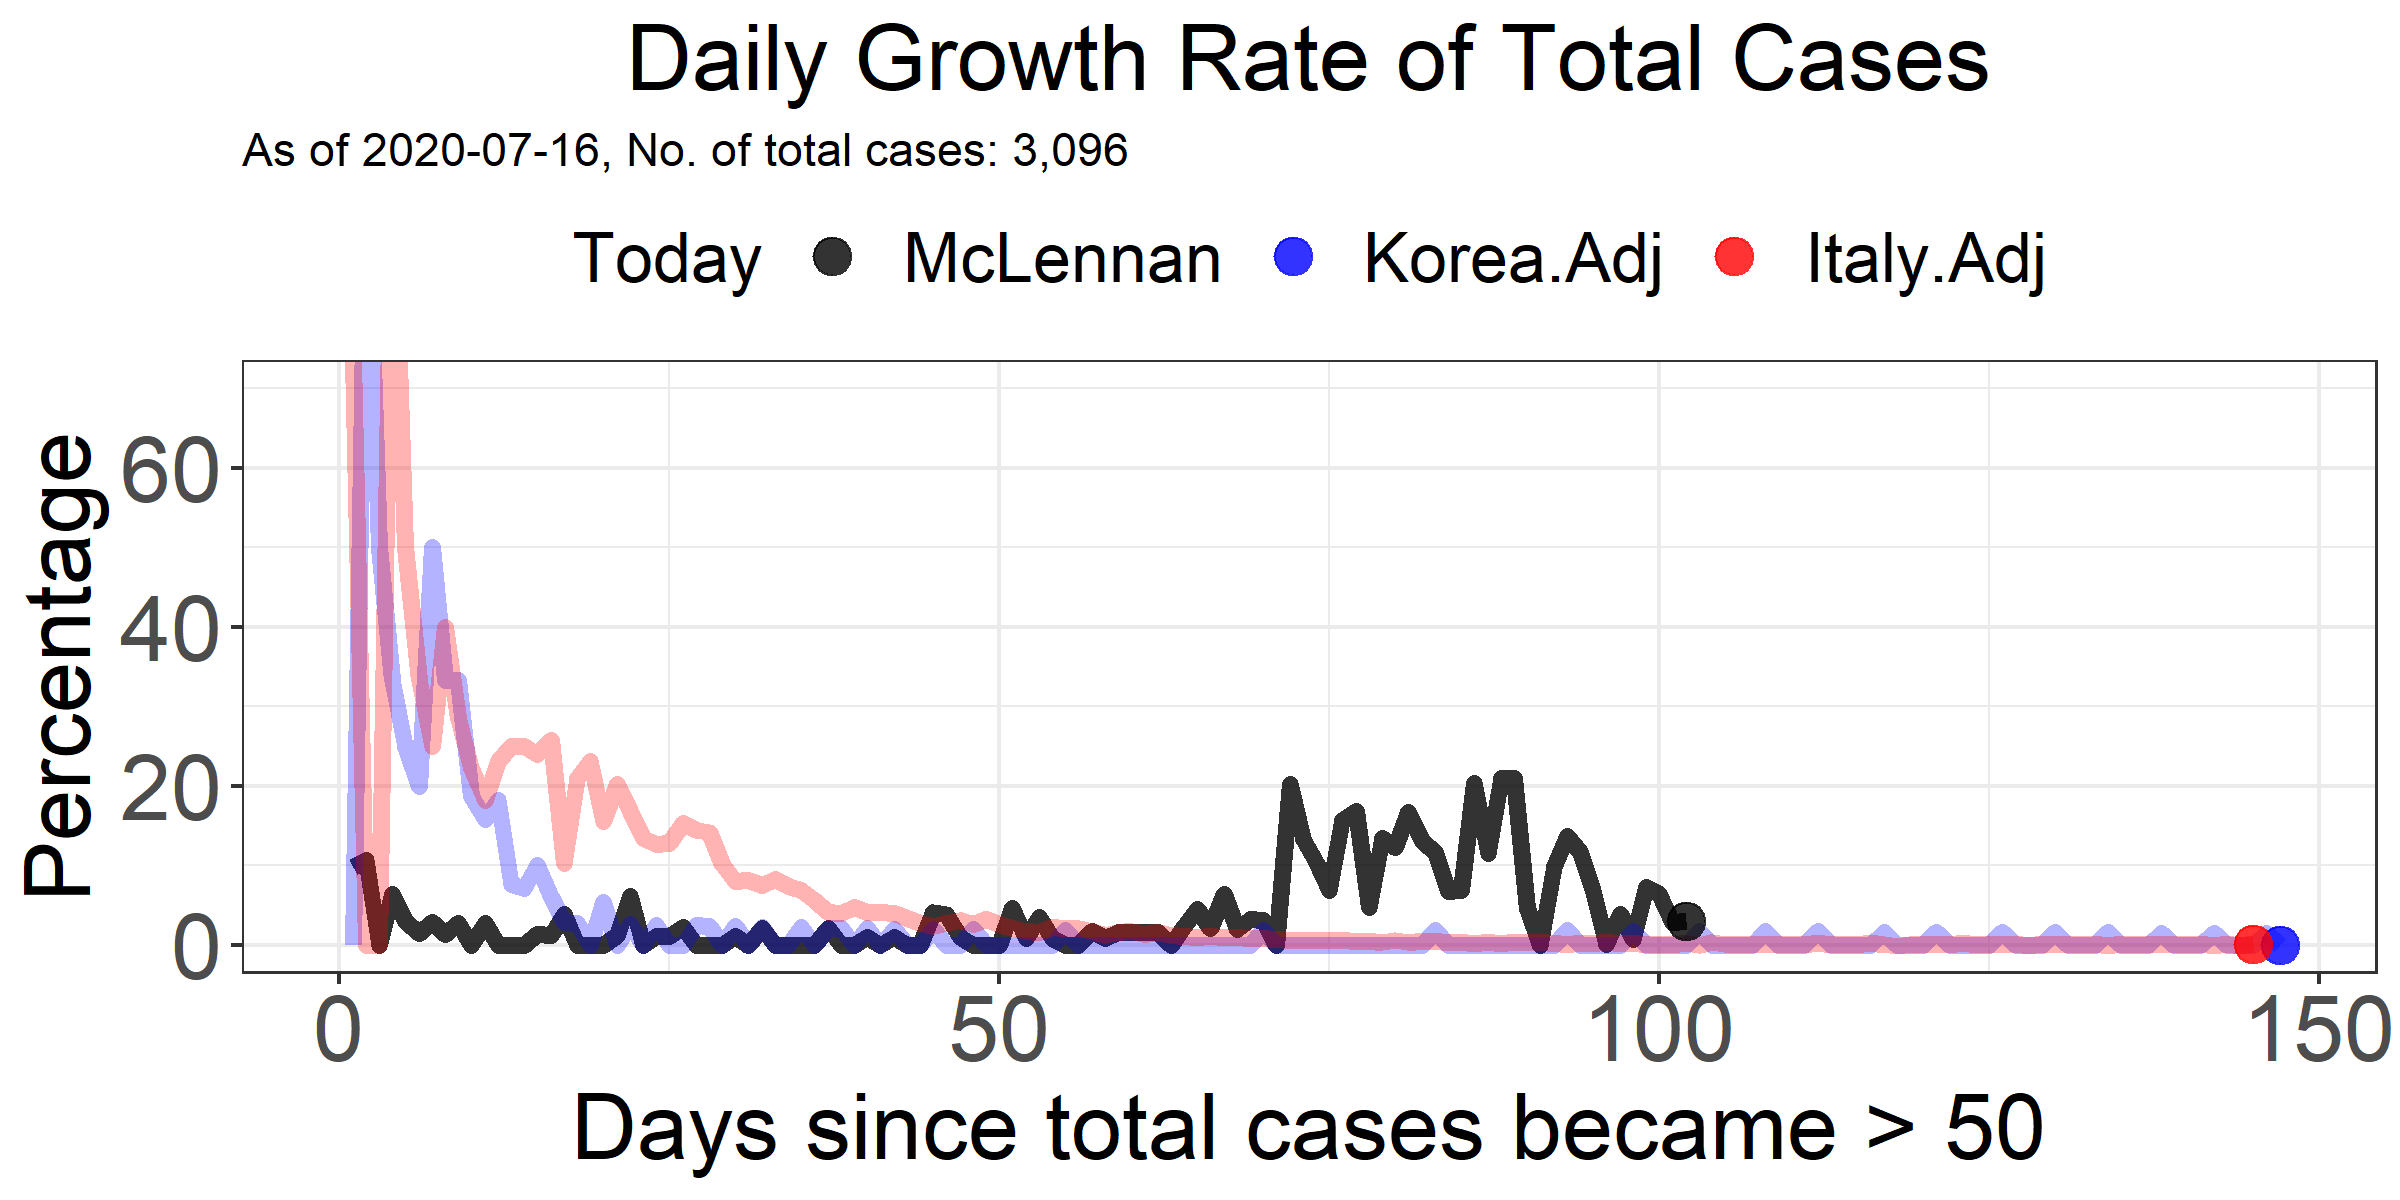 Daily Growth Rate of Total Cases
As of 2020-07-16, No. of total cases: 3,096
Today McLennan Korea.Adj Italy.Adj
Percentage
60
40
20
0
0 50 100 150
Days since total cases became > 50